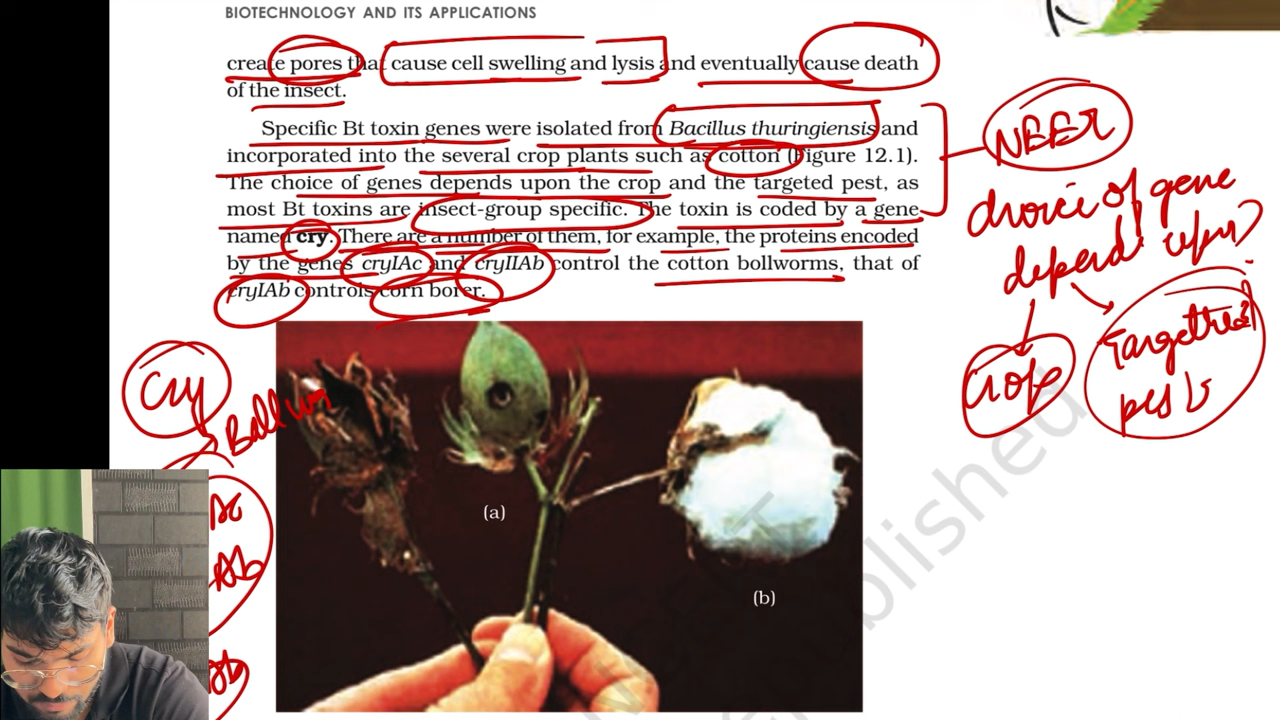 BIOTECHNOLOGY AND ITS APPLICATIONS
create pores that cause cell swelling and lysis and eventually cause death
of the insect.
Specific Bt toxin genes were isolated from Bacillus thuringiensis and
incorporated into the several crop plants such as cotton (Figure 12.1).
The choice of genes depends upon the crop and the targeted pest, as
most Bt toxins are insect-group specific. The toxin is coded by a gene
named cry. There are a number of them, for example, the proteins encoded
by the genes cryIAc and cryIIAb control the cotton bollworms, that of
cryIAb controls corn borer.
choice of gene
depend upon
pest
Cry
Ac
Ab
Ab
(a)
(b)